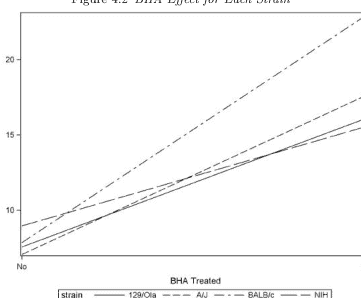 Figure 4.2 BHA Effect for Each Strain
20
15
10
No
BHA Treated
strain 129/Ola A/J BALB/c NIH